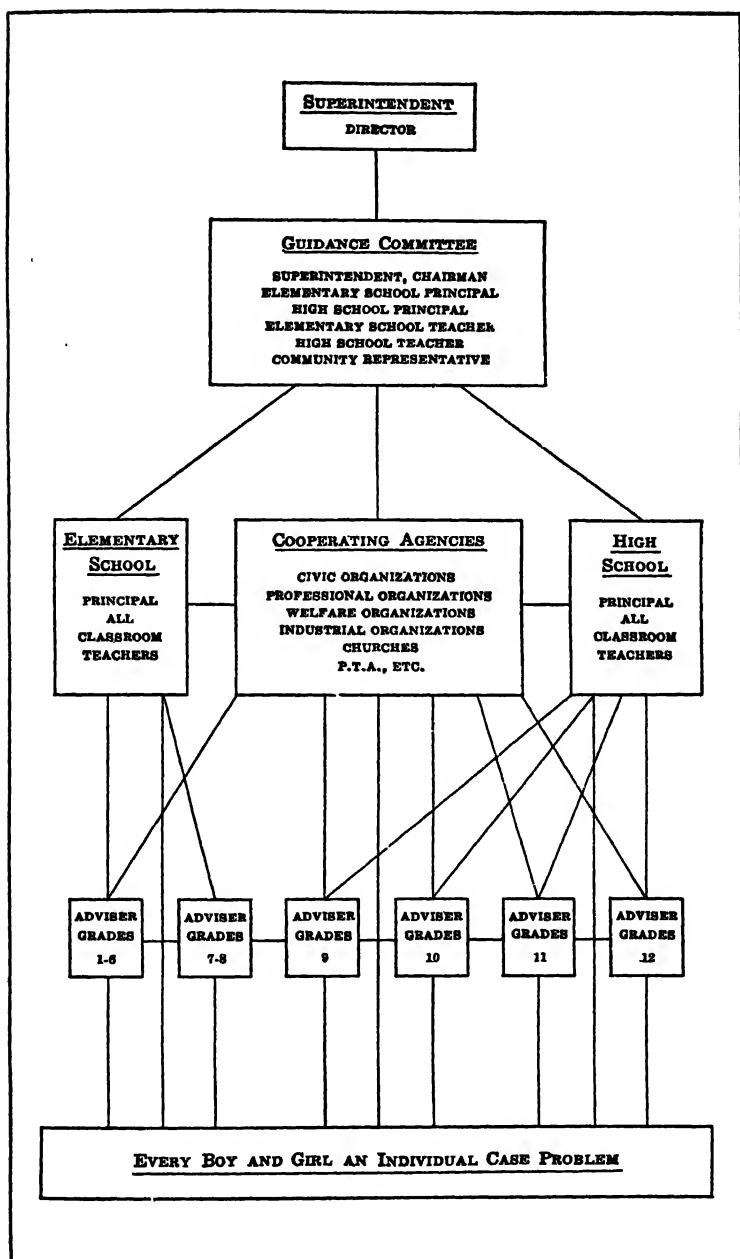 SUPERINTENDENT
DIRECTOR
GUIDANCE COMMITTEE
SUPERINTENDENT, CHAIRMAN
ELEMENTARY SCHOOL PRINCIPAL
HIGH SCHOOL PRINCIPAL
ELEMENTARY SCHOOL TEACHER
HIGH SCHOOL TEACHER
COMMUNITY REPRESENTATIVE
ELEMENTARY
SCHOOL
PRINCIPAL
ALL
CLASSROOM
TEACHERS
COOPERATING AGENCIES
CIVIC ORGANIZATIONS
PROFESSIONAL ORGANIZATIONS
WELFARE ORGANIZATIONS
INDUSTRIAL ORGANIZATIONS
CHURCHES
P.T.A., ETC.
HIGH
SCHOOL
PRINCIPAL
ALL
CLASSROOM
TEACHERS
ADVISER
GRADES
1-6
ADVISER
GRADES
7-8
ADVISER
GRADES
9
ADVISER
GRADES
10
ADVISER
GRADES
11
ADVISER
GRADES
12
EVERY BOY AND GIRL AN INDIVIDUAL CASE PROBLEM